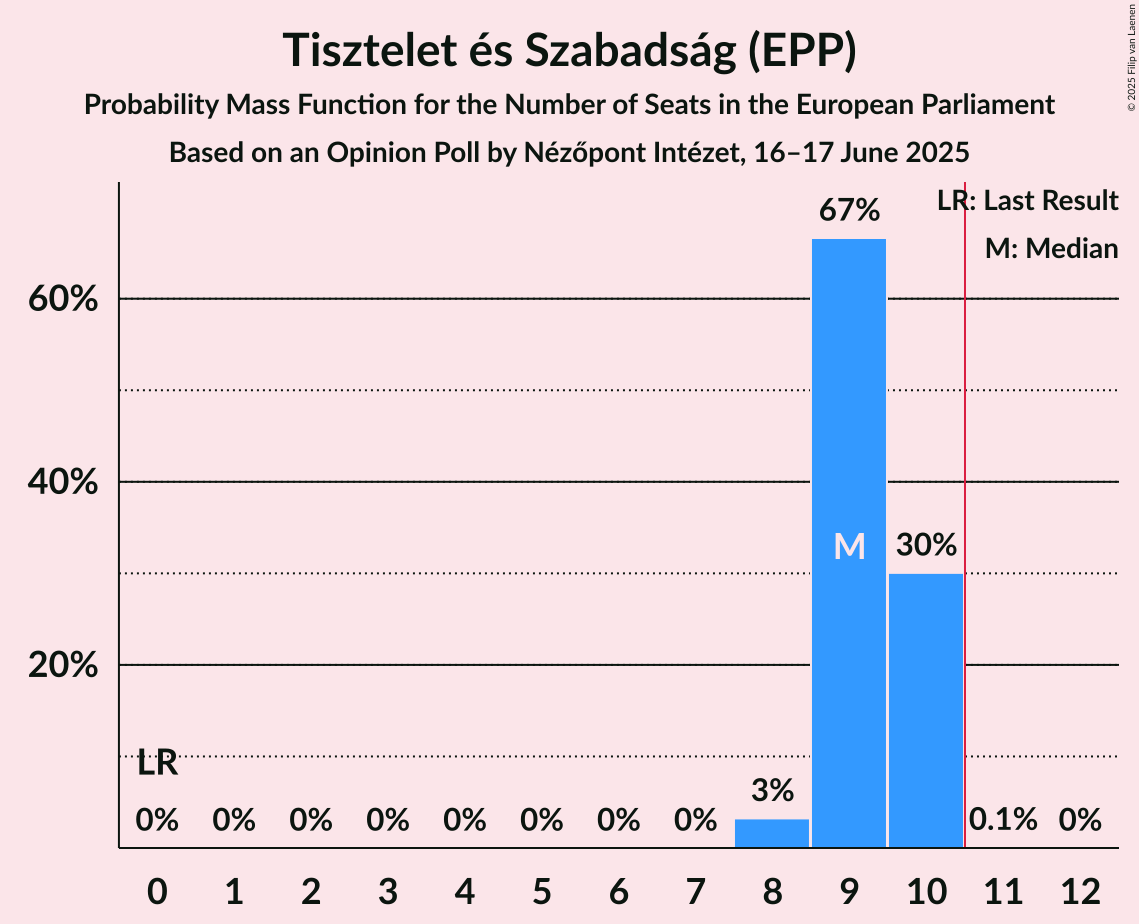 Tisztelet és Szabadság (EPP)
Probability Mass Function for the Number of Seats in the European Parliament
Based on an Opinion Poll by Nézőpont Intézet, 16–17 June 2025
© 2025 Filip van Laenen
LR: Last Result
M: Median
67%
60%
40%
M
30%
20%
LR
3%
0% 0% 0% 0% 0% 0% 0% 0% 0.1% 0%
0 1 2 3 4 5 6 7 8 9 10 11 12